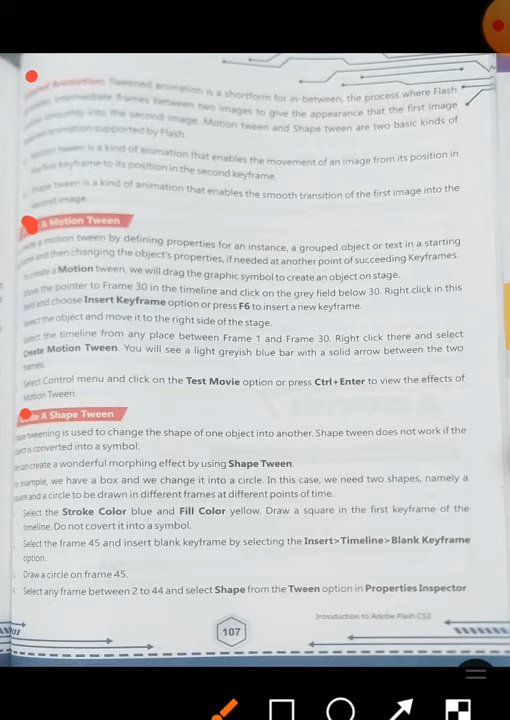 Animation: Tweened animation is a shortform for in-between, the process where Flash
intermediate frames between two images to give the appearance that the first image
smoothly into the second image. Motion tween and Shape tween are two basic kinds of
animation supported by Flash.
tween is a kind of animation that enables the movement of an image from its position in
the first keyframe to its position in the second keyframe.
tween is a kind of animation that enables the smooth transition of the first image into the
second image.
A Motion Tween
a motion tween by defining properties for an instance, a grouped object or text in a starting
and then changing the object's properties, if needed at another point of succeeding Keyframes.
create a Motion tween, we will drag the graphic symbol to create an object on stage.
the pointer to Frame 30 in the timeline and click on the grey field below 30. Right click in this
field and choose Insert Keyframe option or press F6 to insert a new keyframe.
Select the object and move it to the right side of the stage.
Select the timeline from any place between Frame 1 and Frame 30. Right click there and select
Create Motion Tween. You will see a light greyish blue bar with a solid arrow between the two
frames.
Select Control menu and click on the Test Movie option or press Ctrl+Enter to view the effects of
Motion Tween.
A Shape Tween
tweening is used to change the shape of one object into another. Shape tween does not work if the
is converted into a symbol.
can create a wonderful morphing effect by using Shape Tween.
example, we have a box and we change it into a circle. In this case, we need two shapes, namely a
and a circle to be drawn in different frames at different points of time.
Select the Stroke Color blue and Fill Color yellow. Draw a square in the first keyframe of the
timeline. Do not covert it into a symbol.
Select the frame 45 and insert blank keyframe by selecting the Insert>Timeline>Blank Keyframe
option.
Draw a circle on frame 45.
Select any frame between 2 to 44 and select Shape from the Tween option in Properties Inspector
Introduction to Adobe Flash CS3
107